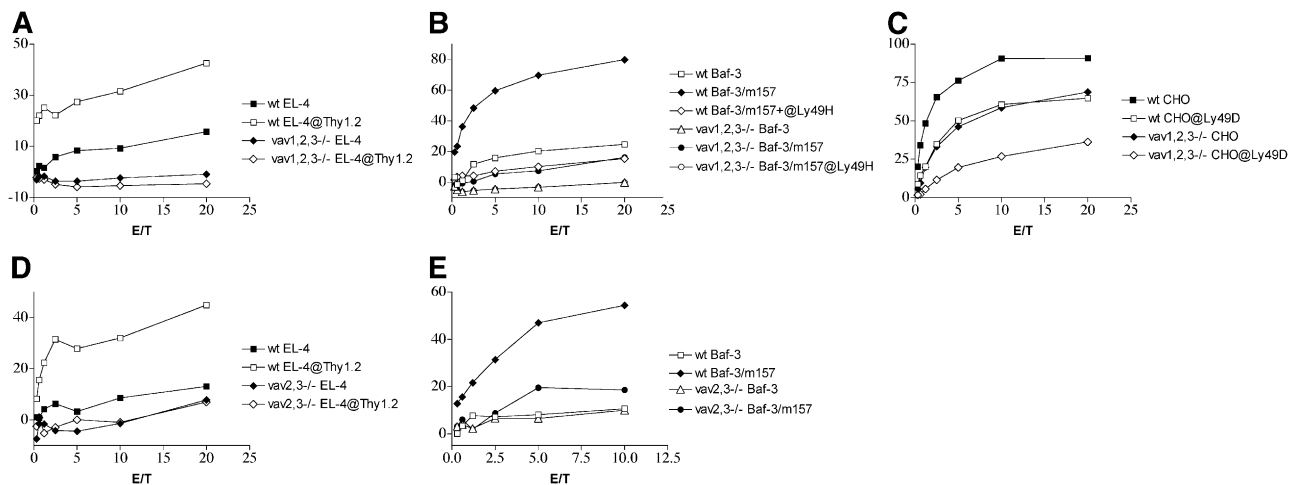 A
50
30
10
-10
0
5
10
15
20
25
E/T
wt EL-4
wt EL-4@Thy1.2
vav1,2,3-/- EL-4
vav1,2,3-/- EL-4@Thy1.2
B
80
60
40
20
0
0
5
10
15
20
25
E/T
wt Baf-3
wt Baf-3/m157
wt Baf-3/m157+@Ly49H
vav1,2,3-/- Baf-3
vav1,2,3-/- Baf-3/m157
vav1,2,3-/- Baf-3/m157@Ly49H
C
100
75
50
25
0
0
5
10
15
20
25
E/T
wt CHO
wt CHO@Ly49D
vav1,2,3-/- CHO
vav1,2,3-/- CHO@Ly49D
D
40
20
0
0
5
10
15
20
25
E/T
wt EL-4
wt EL-4@Thy1.2
vav2,3-/- EL-4
vav2,3-/- EL-4@Thy1.2
E
60
40
20
0
0.0
2.5
5.0
7.5
10.0
12.5
E/T
wt Baf-3
wt Baf-3/m157
vav2,3-/- Baf-3
vav2,3-/- Baf-3/m157